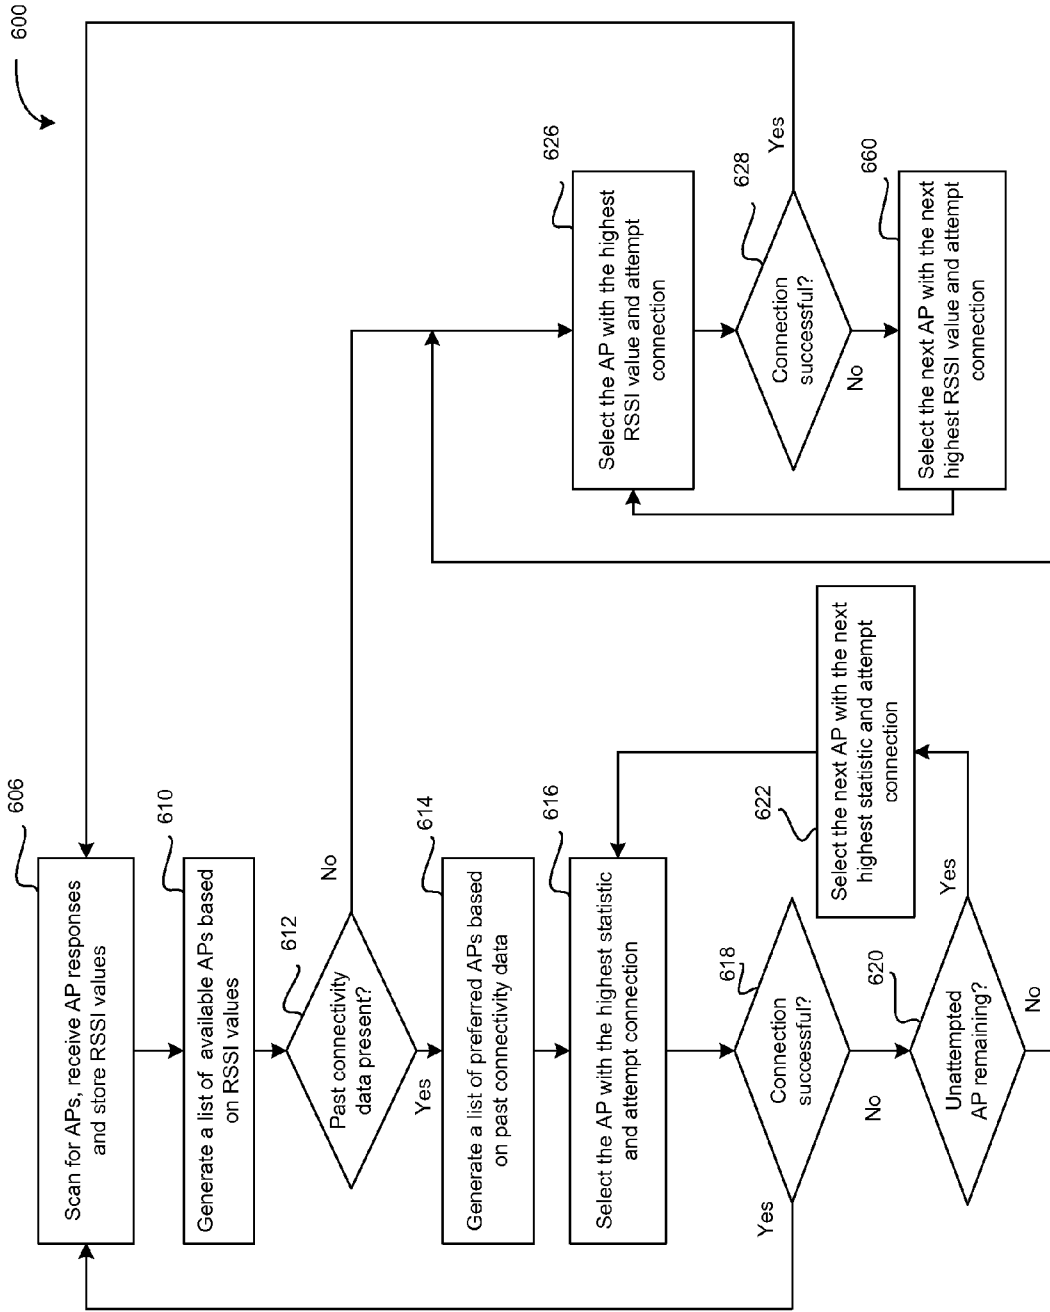 600
606
Scan for APs, receive AP responses
and store RSSI values
610
Generate a list of available APs based
on RSSI values
612
Past connectivity
data present?
No
Yes
614
Generate a list of preferred APs based
on past connectivity data
616
Select the AP with the highest statistic
and attempt connection
618
Connection
successful?
Yes
No
620
Unattempted
AP remaining?
Yes
No
622
Select the next AP with the next
highest statistic and attempt
connection
626
Select the AP with the highest
RSSI value and attempt
connection
628
Connection
successful?
Yes
No
660
Select the next AP with the next
highest RSSI value and attempt
connection